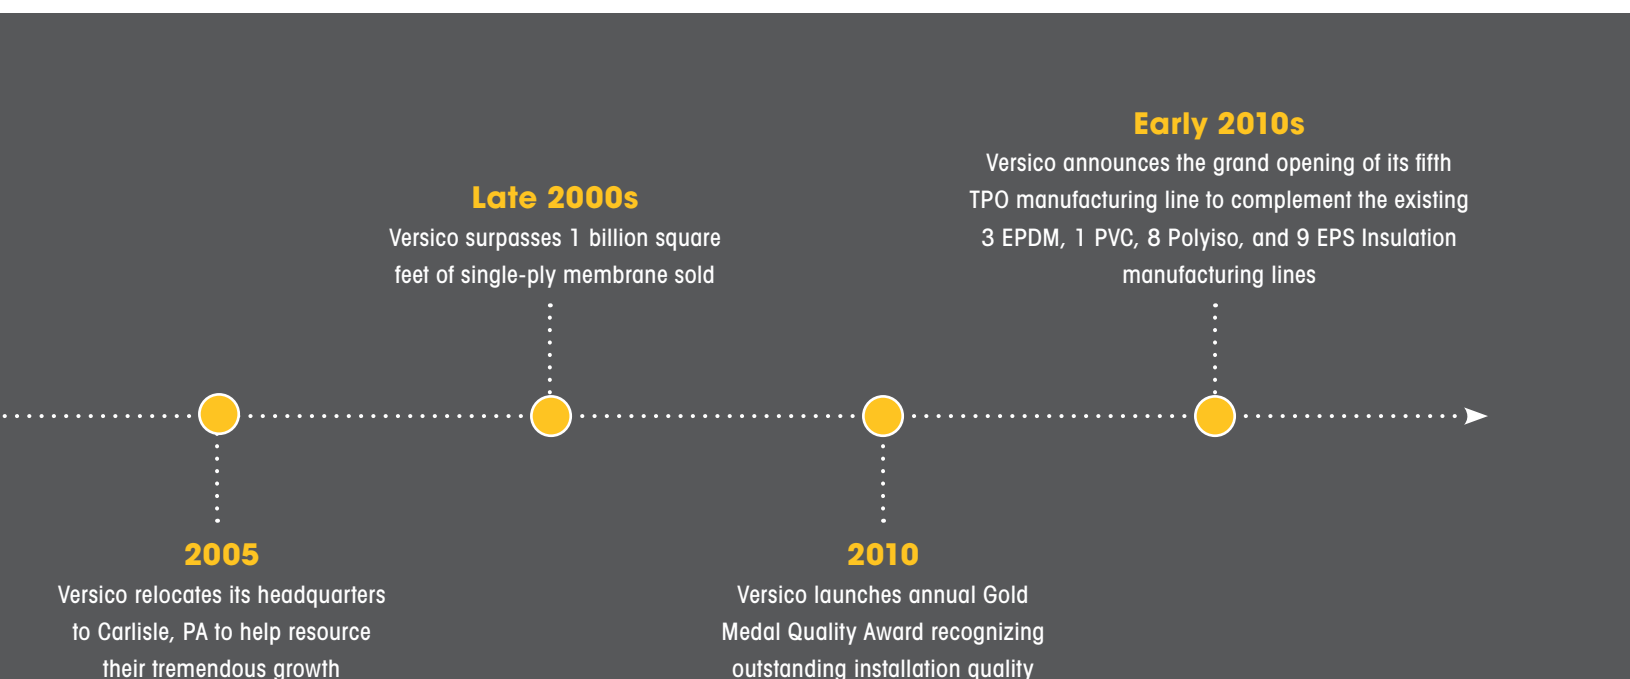 Early 2010s
Versico announces the grand opening of its fifth
TPO manufacturing line to complement the existing
3 EPDM, 1 PVC, 8 Polyiso, and 9 EPS Insulation
manufacturing lines
Late 2000s
Versico surpasses 1 billion square
feet of single-ply membrane sold
2005
Versico relocates its headquarters
to Carlisle, PA to help resource
their tremendous growth
2010
Versico launches annual Gold
Medal Quality Award recognizing
outstanding installation quality